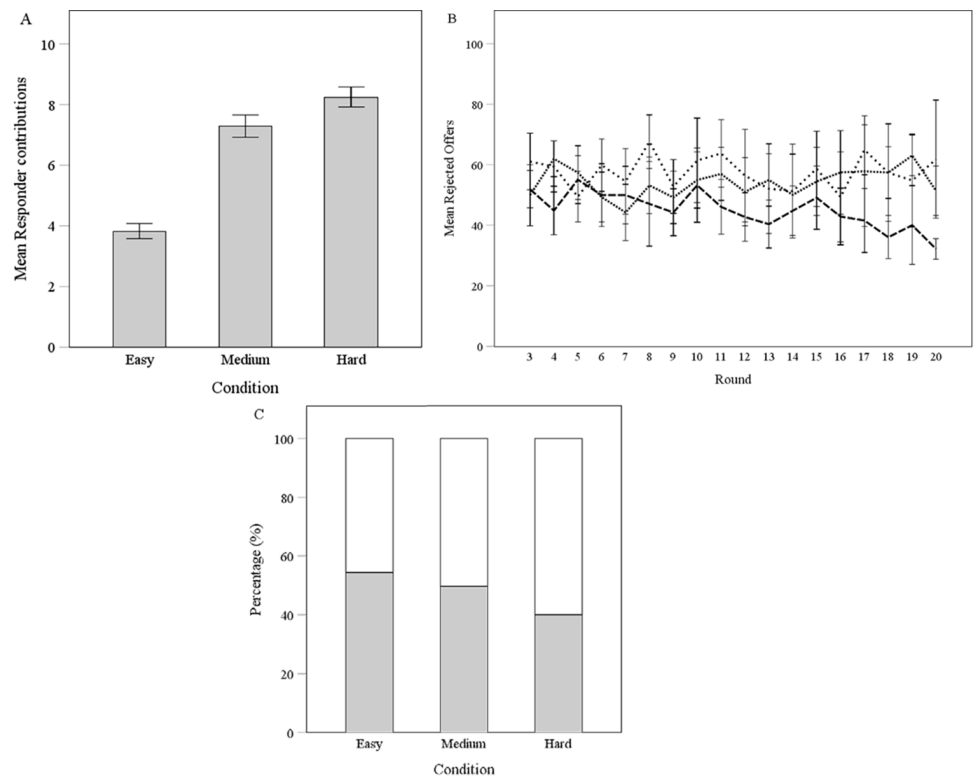 A
10
8
6
4
2
0
Mean Responder contributions
Easy Medium Hard
Condition
B
100
80
60
40
20
0
Mean Rejected Offers
3 4 5 6 7 8 9 10 11 12 13 14 15 16 17 18 19 20
Round
C
100
80
60
40
20
0
Percentage (%)
Easy Medium Hard
Condition